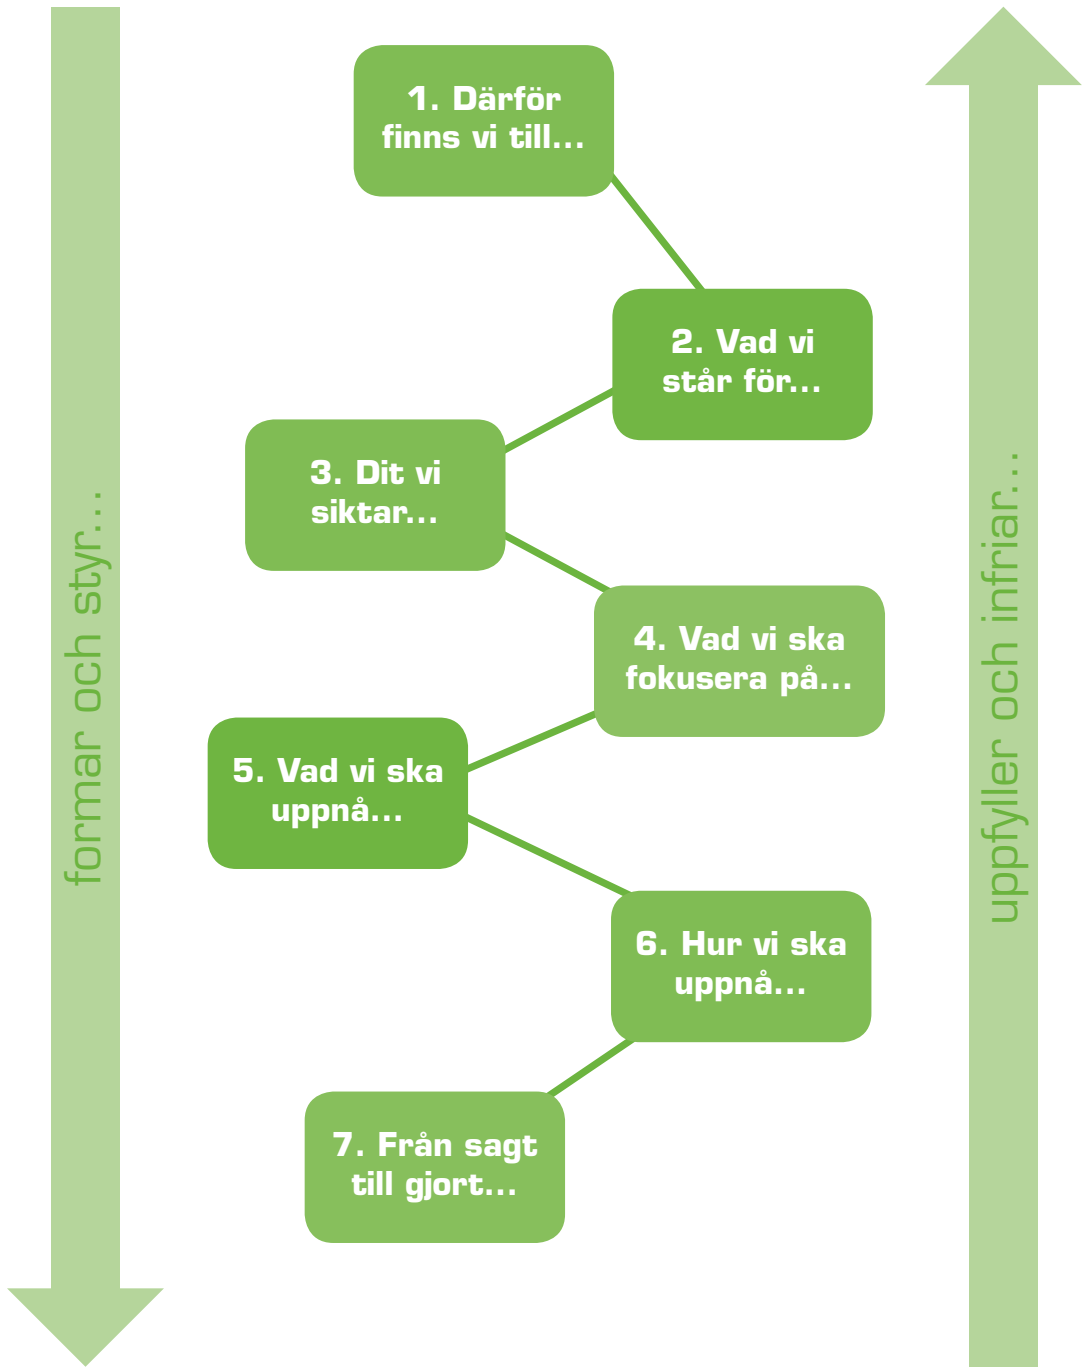 1. Därför
finns vi till...
2. Vad vi
står för...
3. Dit vi
siktar...
4. Vad vi ska
fokusera på...
5. Vad vi ska
uppnå...
6. Hur vi ska
uppnå...
7. Från sagt
till gjort...
formar och styr...
uppfyller och infriar...